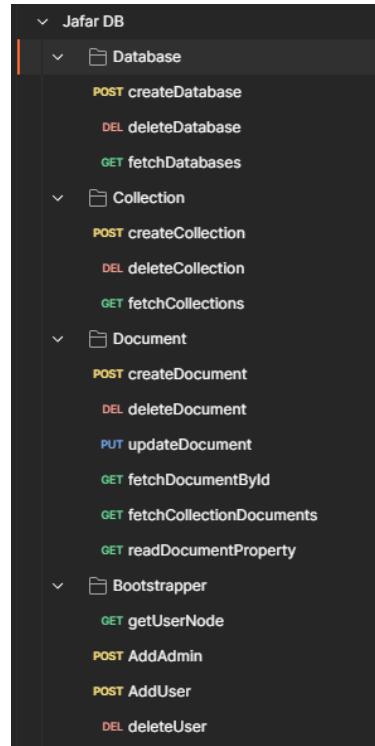 Jafar DB
Database
POST createDatabase
DEL deleteDatabase
GET fetchDatabases
Collection
POST createCollection
DEL deleteCollection
GET fetchCollections
Document
POST createDocument
DEL deleteDocument
PUT updateDocument
GET fetchDocumentById
GET fetchCollectionDocuments
GET readDocumentProperty
Bootstrapper
GET getUserNode
POST AddAdmin
POST AddUser
DEL deleteUser